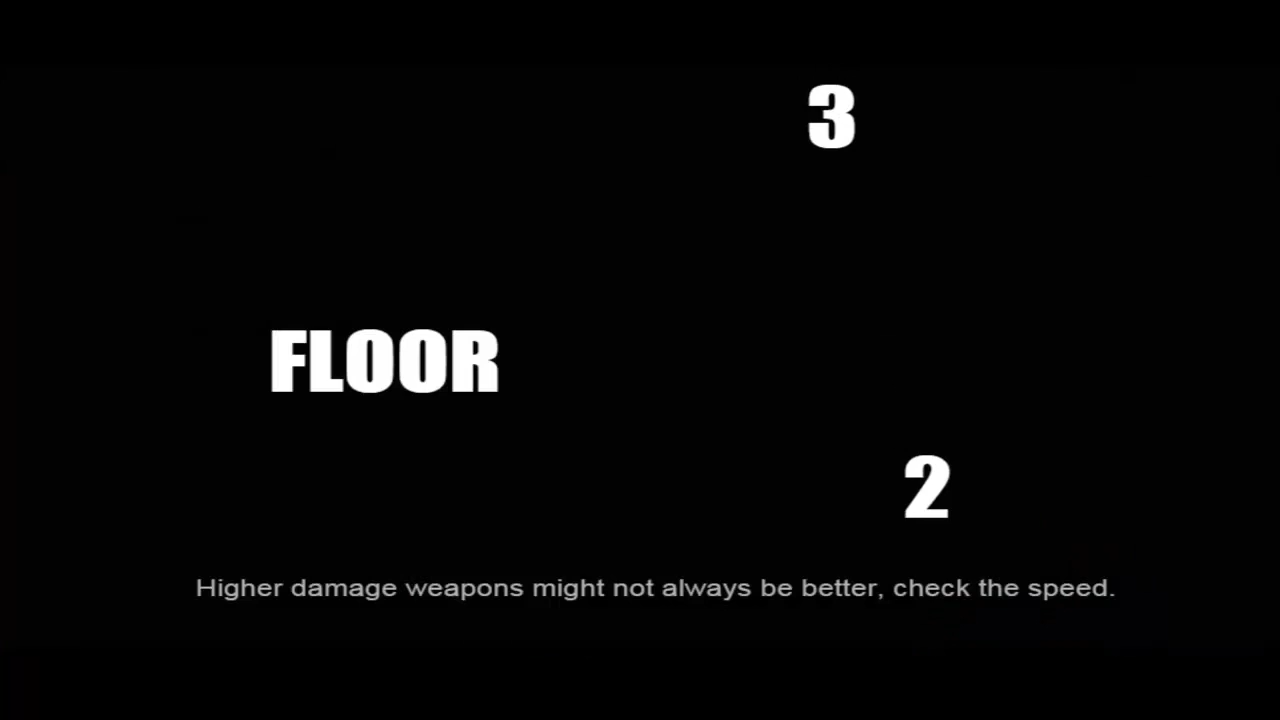 3
FLOOR
2
Higher damage weapons might not always be better, check the speed.